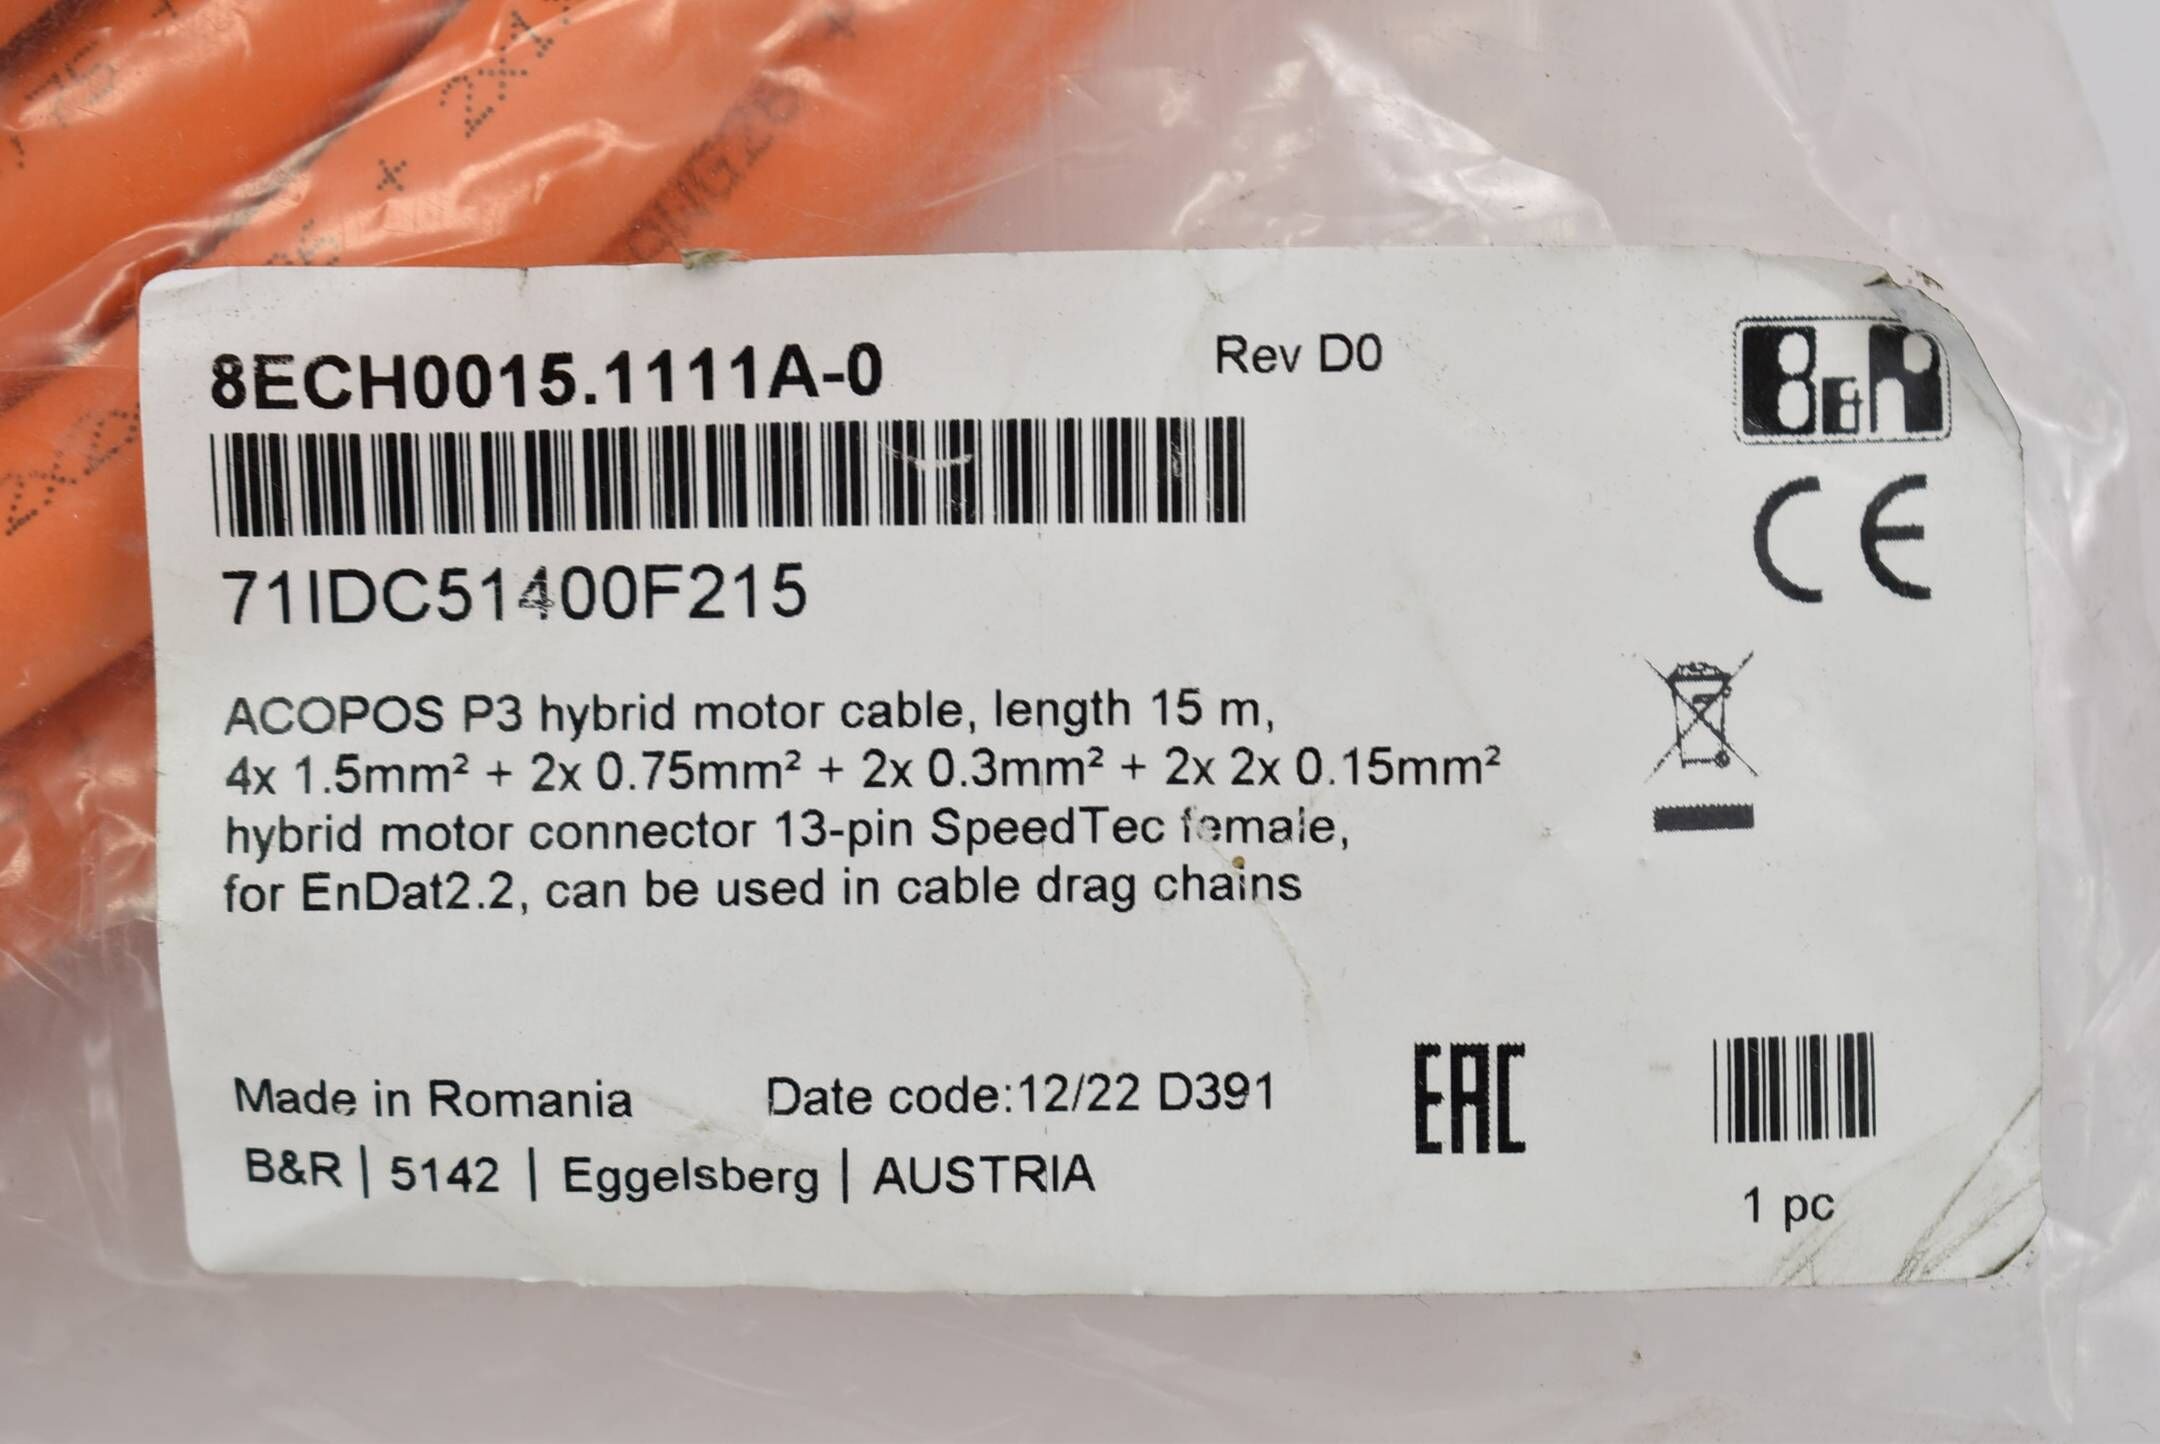 2X1
+
AWG28
8ECH0015.1111A-0
Rev D0
B&R
CE
71IDC51400F215
ACOPOS P3 hybrid motor cable, length 15 m,
4x 1.5mm² + 2x 0.75mm² + 2x 0.3mm² + 2x 2x 0.15mm²
hybrid motor connector 13-pin SpeedTec female,
for EnDat2.2, can be used in cable drag chains
Made in Romania
Date code:12/22 D391
EAC
B&R | 5142 | Eggelsberg | AUSTRIA
1 pc